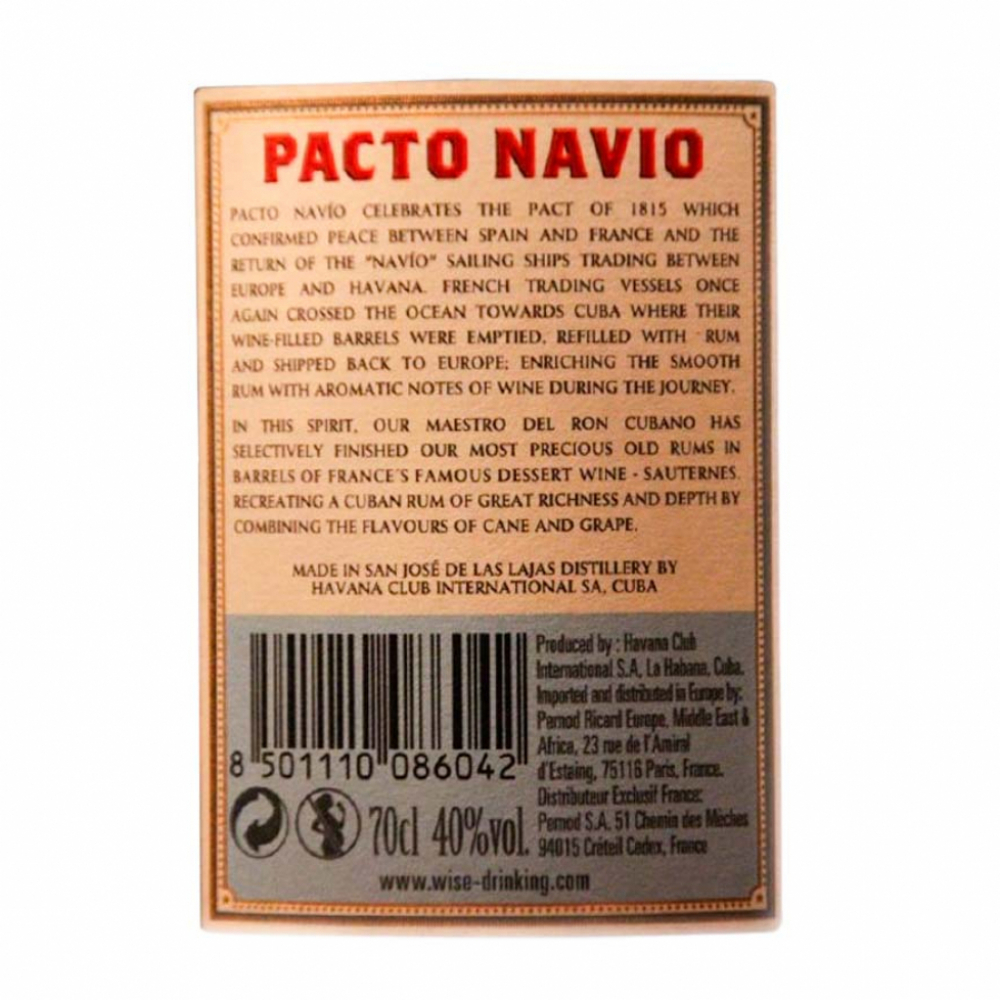 PACTO NAVIO
PACTO NAVÍO CELEBRATES THE PACT OF 1815 WHICH
CONFIRMED PEACE BETWEEN SPAIN AND FRANCE AND THE
RETURN OF THE "NAVÍO" SAILING SHIPS TRADING BETWEEN
EUROPE AND HAVANA. FRENCH TRADING VESSELS ONCE
AGAIN CROSSED THE OCEAN TOWARDS CUBA WHERE THEIR
WINE-FILLED BARRELS WERE EMPTIED, REFILLED WITH RUM
AND SHIPPED BACK TO EUROPE; ENRICHING THE SMOOTH
RUM WITH AROMATIC NOTES OF WINE DURING THE JOURNEY.
IN THIS SPIRIT, OUR MAESTRO DEL RON CUBANO HAS
SELECTIVELY FINISHED OUR MOST PRECIOUS OLD RUMS IN
BARRELS OF FRANCE'S FAMOUS DESSERT WINE - SAUTERNES.
RECREATING A CUBAN RUM OF GREAT RICHNESS AND DEPTH BY
COMBINING THE FLAVOURS OF CANE AND GRAPE.
MADE IN SAN JOSÉ DE LAS LAJAS DISTILLERY BY
HAVANA CLUB INTERNATIONAL SA, CUBA
Produced by : Havana Club
International S.A, La Habana, Cuba.
Imported and distributed in Europe by:
Pernod Ricard Europe, Middle East &
Africa, 23 rue de l'Amiral
d'Estaing, 75116 Paris, France.
Distributeur Exclusif France:
Pernod S.A. 51 Chemin des Mèches
94015 Créteil Cedex, France
8 501110 086042
70cl 40%vol.
www.wise-drinking.com